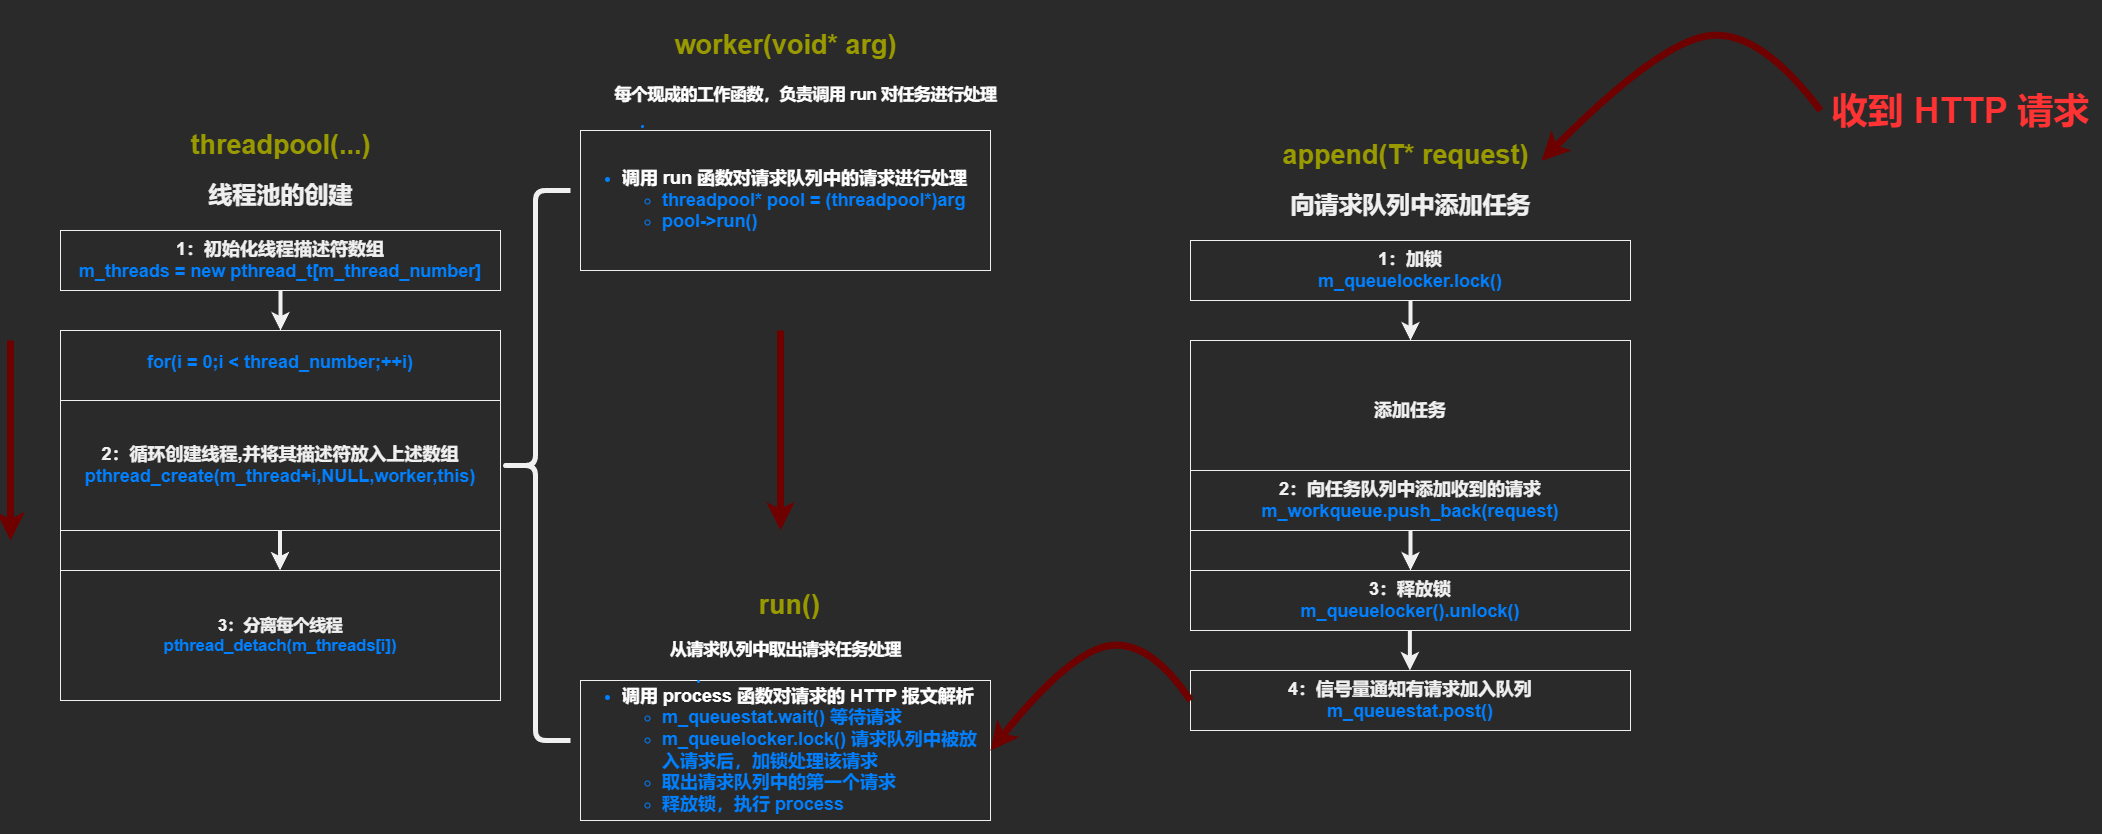 threadpool(...)
线程池的创建
1：初始化线程描述符数组
m_threads = new pthread_t[m_thread_number]
for(i = 0;i < thread_number;++i)
2：循环创建线程,并将其描述符放入上述数组
pthread_create(m_thread+i,NULL,worker,this)
3：分离每个线程
pthread_detach(m_threads[i])
worker(void* arg)
每个现成的工作函数，负责调用 run 对任务进行处理
调用 run 函数对请求队列中的请求进行处理
threadpool* pool = (threadpool*)arg
pool->run()
run()
从请求队列中取出请求任务处理
调用 process 函数对请求的 HTTP 报文解析
m_queuestat.wait() 等待请求
m_queuelocker.lock() 请求队列中被放
入请求后，加锁处理该请求
取出请求队列中的第一个请求
释放锁，执行 process
收到 HTTP 请求
append(T* request)
向请求队列中添加任务
1：加锁
m_queuelocker.lock()
添加任务
2：向任务队列中添加收到的请求
m_workqueue.push_back(request)
3：释放锁
m_queuelocker().unlock()
4：信号量通知有请求加入队列
m_queuestat.post()